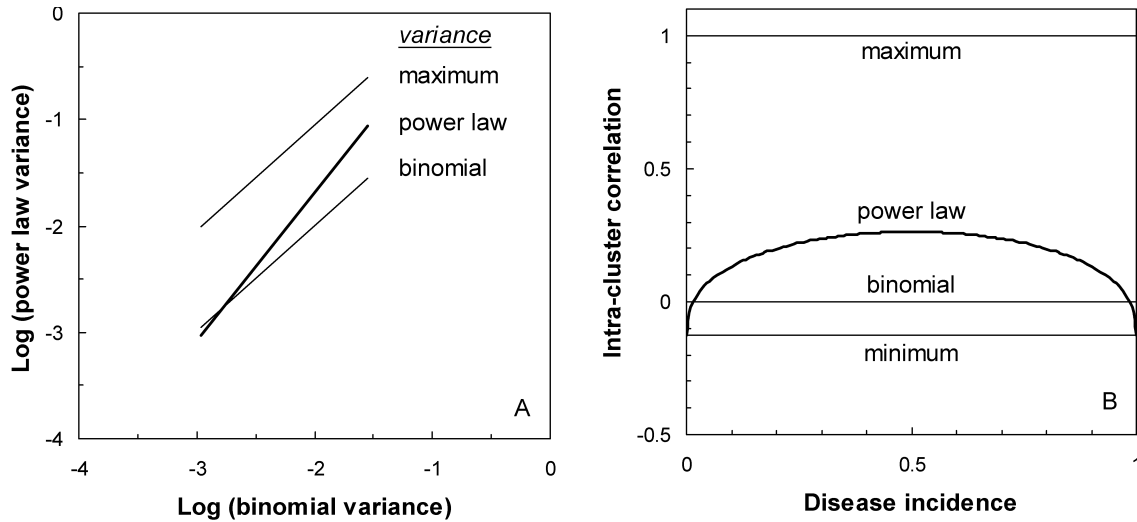 0
-1
-2
-3
-4
-4
-3
-2
-1
0
Log (power law variance)
Log (binomial variance)
variance
maximum
power law
binomial
A
1
0.5
0
-0.5
0
0.5
1
Intra-cluster correlation
Disease incidence
maximum
power law
binomial
minimum
B